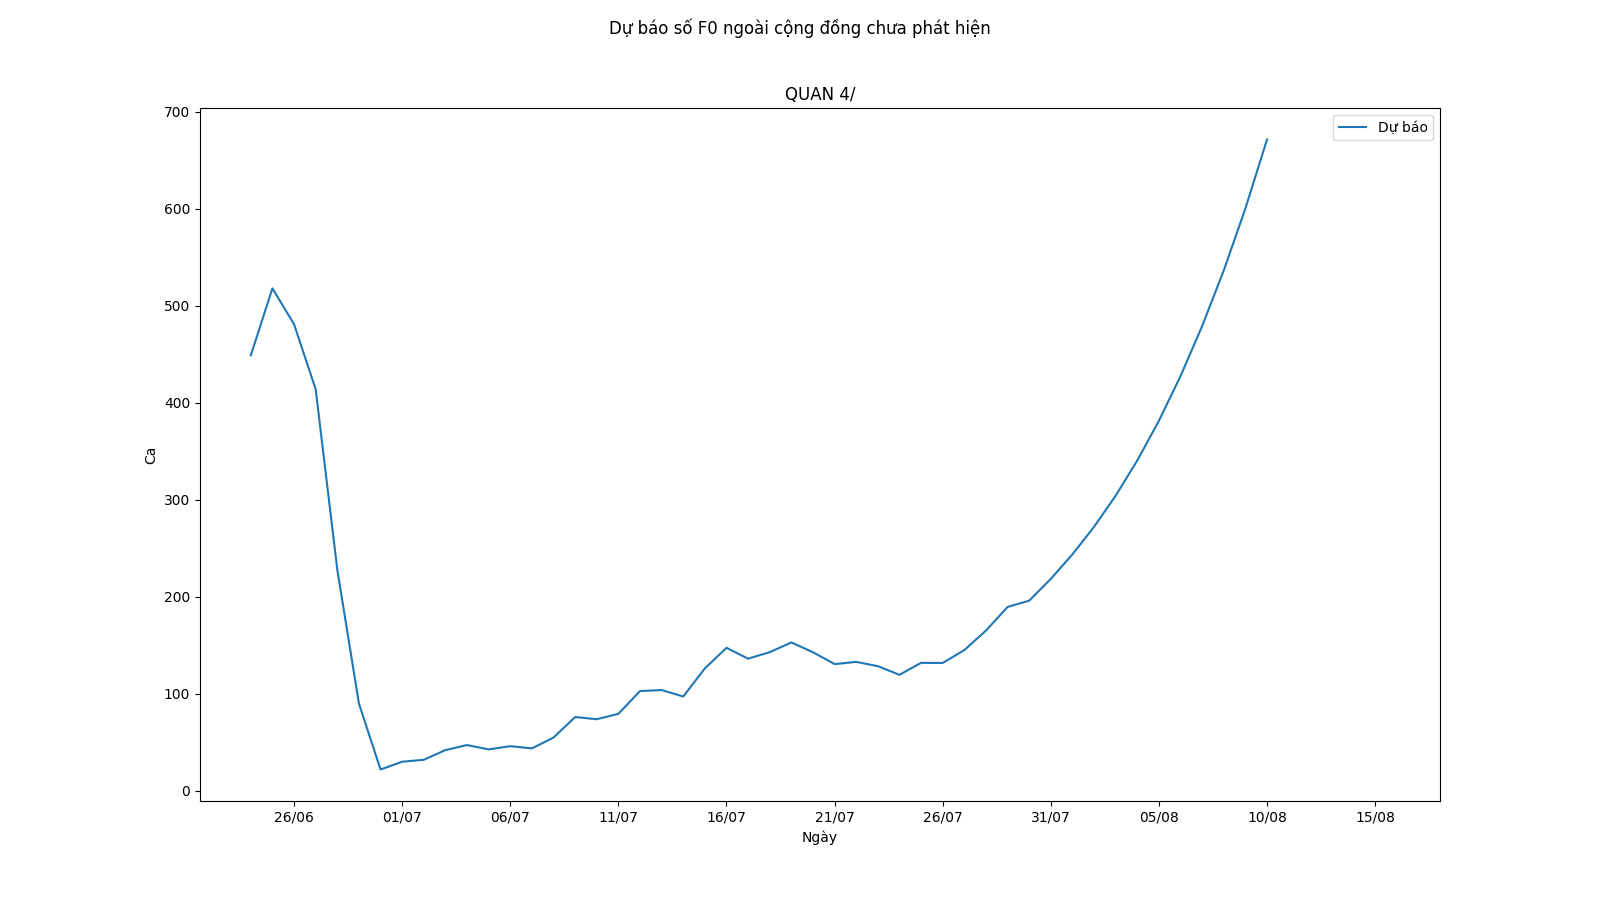 Dự báo số F0 ngoài cộng đồng chưa phát hiện
QUAN 4/
Dự báo
700
600
500
400
300
200
100
0
Ca
26/06 01/07 06/07 11/07 16/07 21/07 26/07 31/07 05/08 10/08 15/08
Ngày